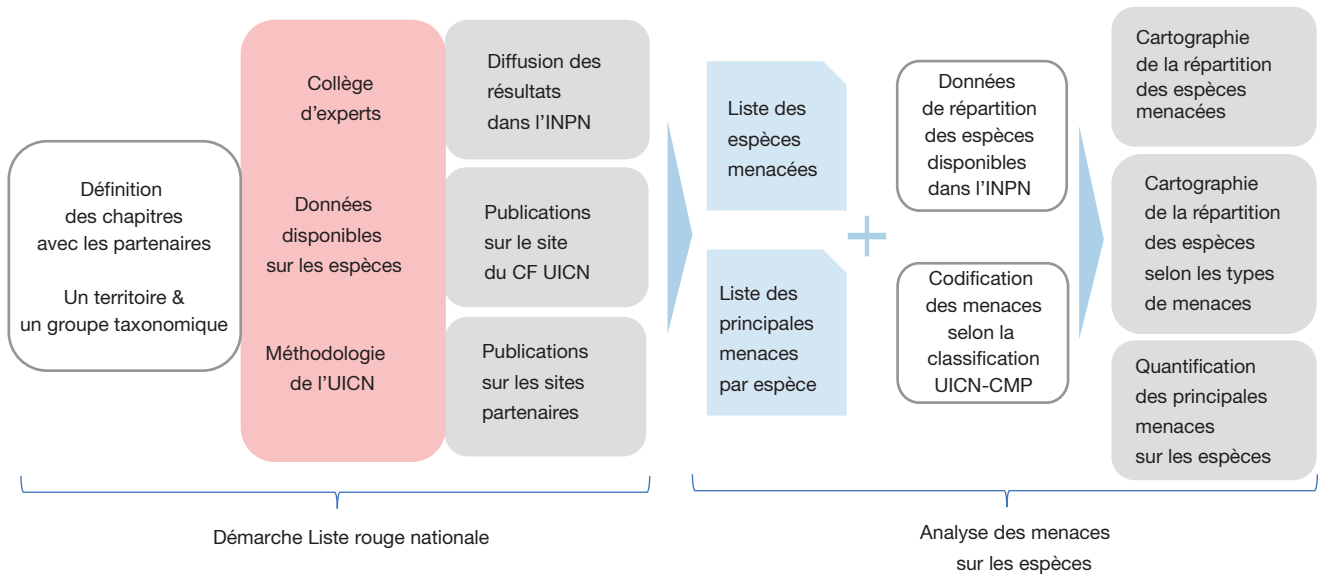 Définition
des chapitres
avec les partenaires
Un territoire &
un groupe taxonomique
Collège
d'experts
Données
disponibles
sur les espèces
Méthodologie
de l'UICN
Diffusion des
résultats
dans l'INPN
Publications
sur le site
du CF UICN
Publications
sur les sites
partenaires
Liste des
espèces
menacées
Liste des
principales
menaces
par espèce
+
Données
de répartition
des espèces
disponibles
dans l'INPN
Codification
des menaces
selon la
classification
UICN-CMP
Cartographie
de la répartition
des espèces
menacées
Cartographie
de la répartition
des espèces
selon les types
de menaces
Quantification
des principales
menaces
sur les espèces
Démarche Liste rouge nationale
Analyse des menaces
sur les espèces